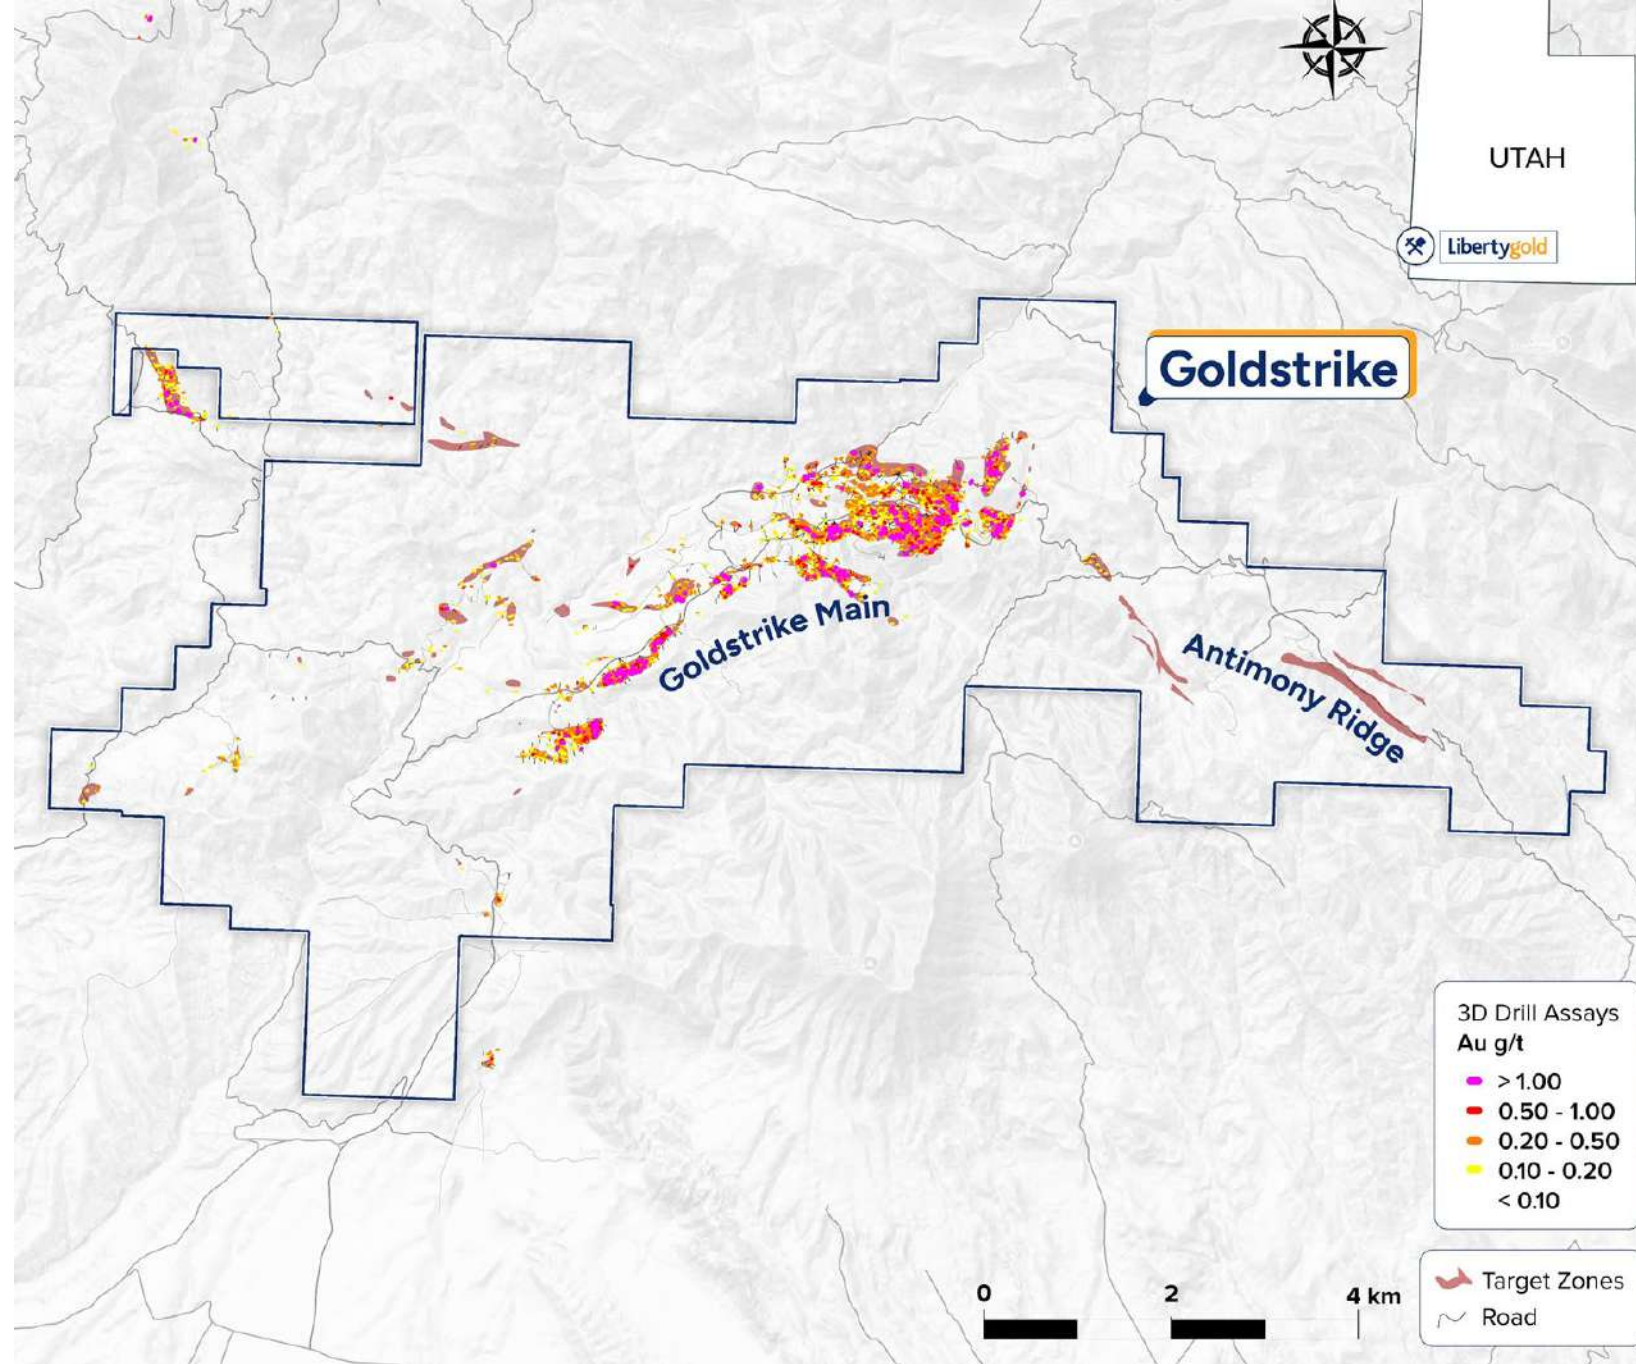 UTAH
Libertygold
Goldstrike
Goldstrike Main
Antimony Ridge
3D Drill Assays
Au g/t
> 1.00
0.50 - 1.00
0.20 - 0.50
0.10 - 0.20
< 0.10
0 2 4 km
Target Zones
Road